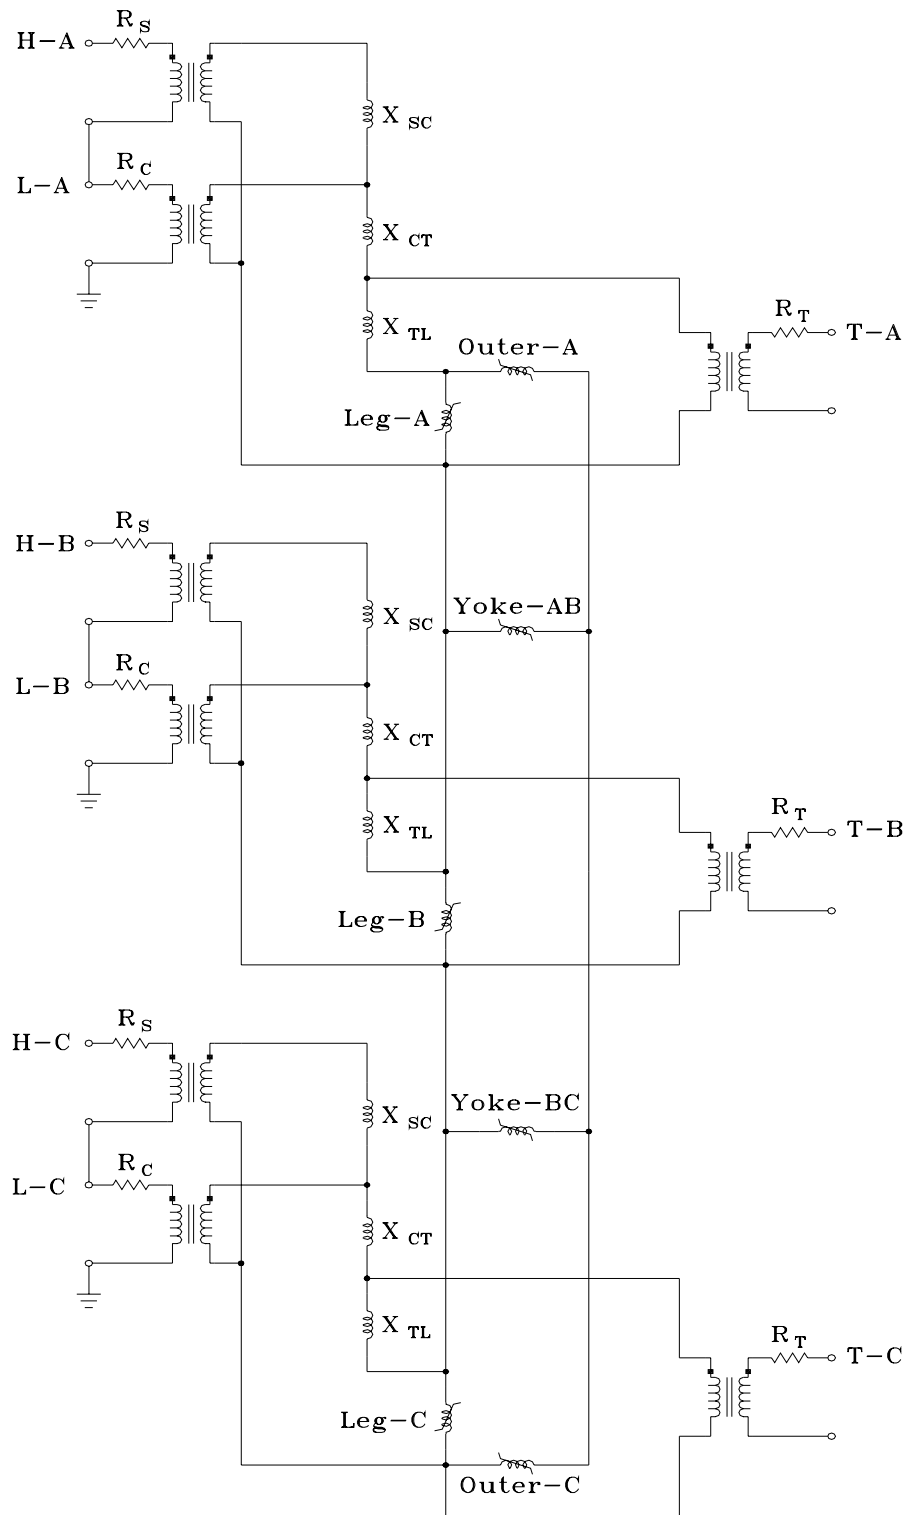 H-A
R S
X SC
L-A
R C
X CT
X TL
R T
T-A
Outer-A
Leg-A
H-B
R S
X SC
Yoke-AB
L-B
R C
X CT
X TL
R T
T-B
Leg-B
H-C
R S
X SC
Yoke-BC
L-C
R C
X CT
X TL
R T
T-C
Leg-C
Outer-C